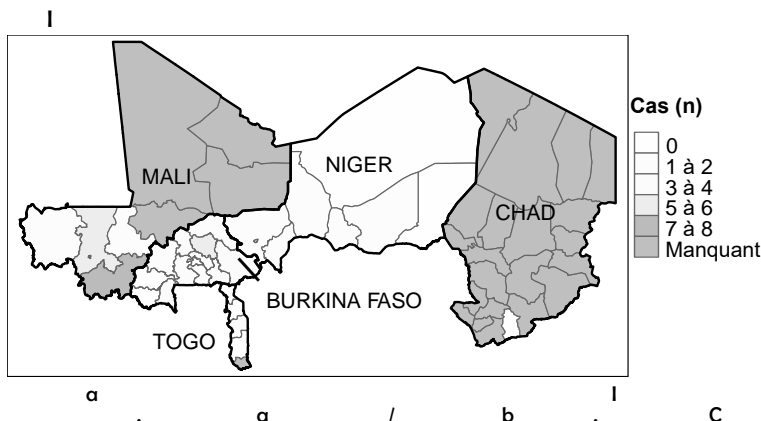 Cas (n)
0
1 à 2
3 à 4
5 à 6
7 à 8
Manquant
MALI
NIGER
CHAD
BURKINA FASO
TOGO